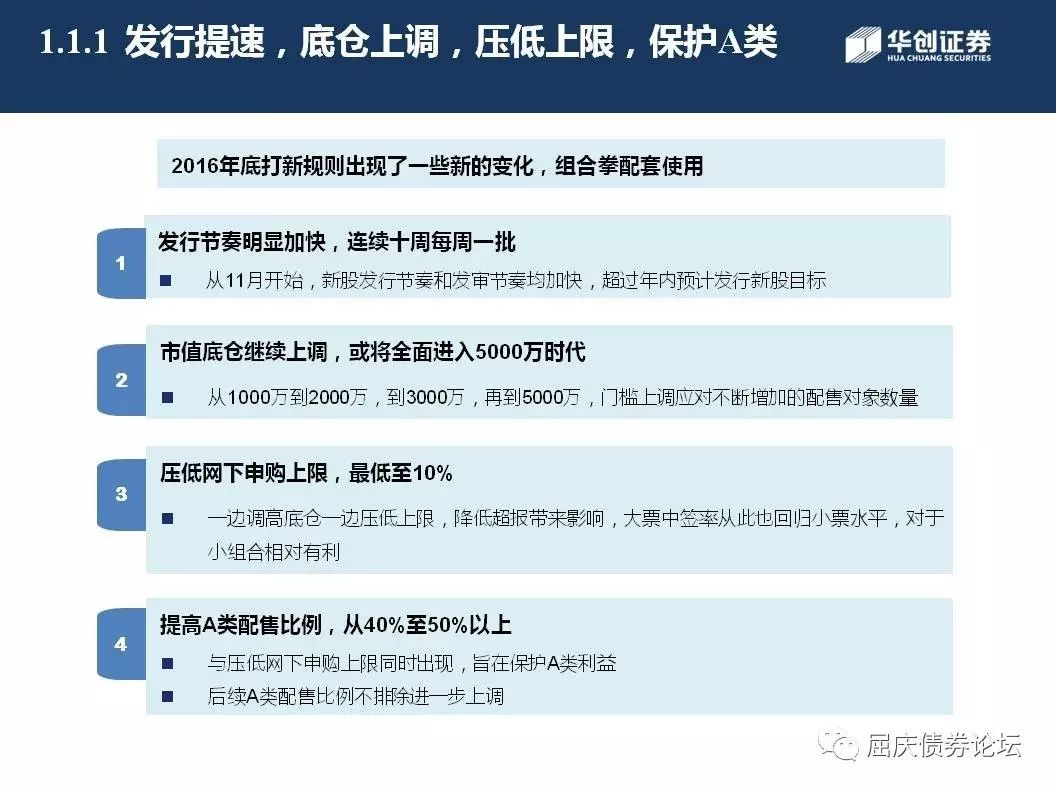 1.1.1 发行提速，底仓上调，压低上限，保护A类
华创证券
HUA CHUANG SECURITIES
2016年底打新规则出现了一些新的变化，组合拳配套使用
1
发行节奏明显加快，连续十周每周一批
从11月开始，新股发行节奏和发审节奏均加快，超过年内预计发行新股目标
2
市值底仓继续上调，或将全面进入5000万时代
从1000万到2000万，到3000万，再到5000万，门槛上调应对不断增加的配售对象数量
3
压低网下申购上限，最低至10%
一边调高底仓一边压低上限，降低超报带来影响，大票中签率从此也回归小票水平，对于
小组合相对有利
4
提高A类配售比例，从40%至50%以上
与压低网下申购上限同时出现，旨在保护A类利益
后续A类配售比例不排除进一步上调
屈庆债券论坛